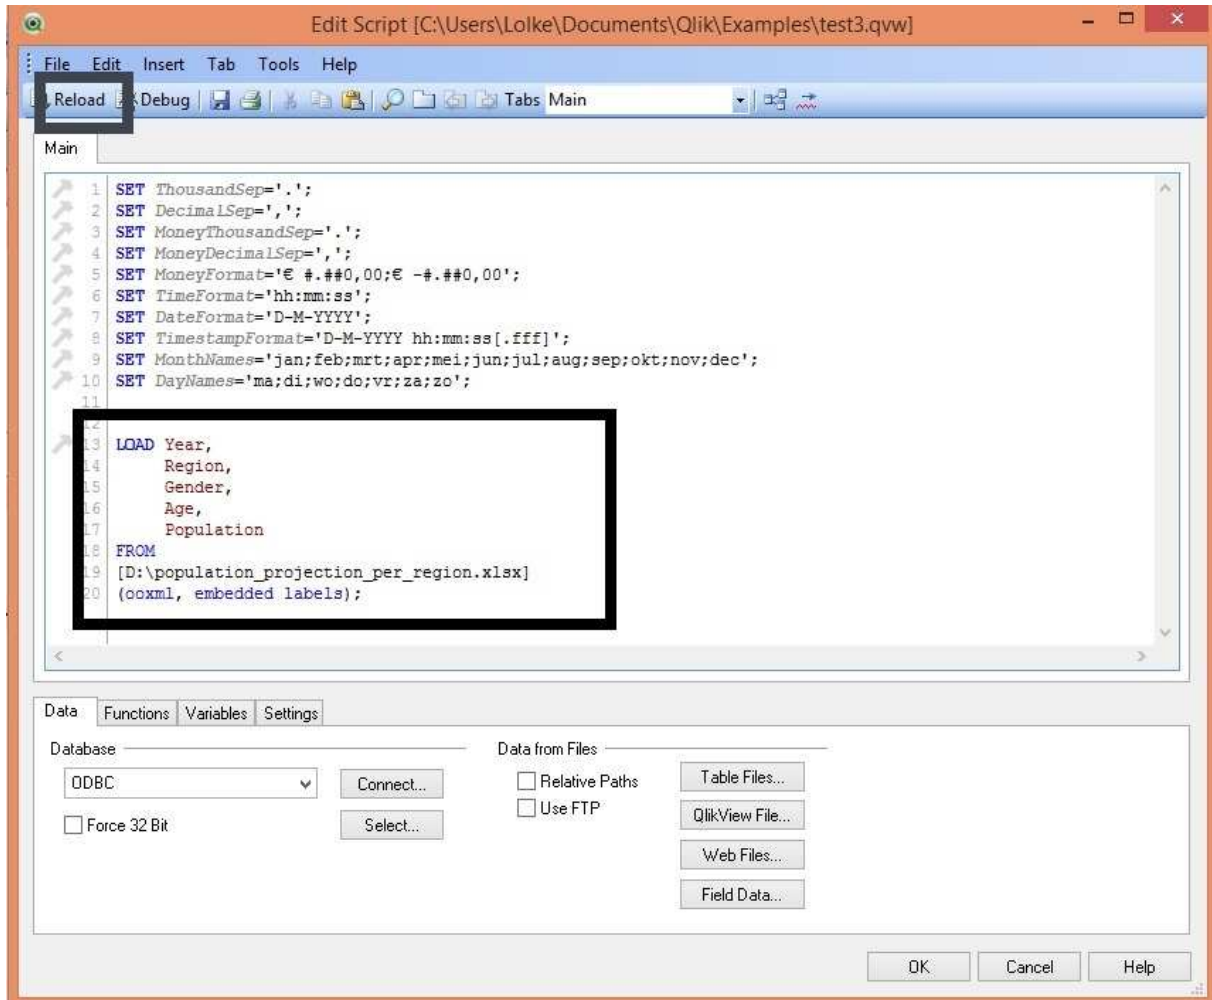 Edit Script [C:\Users\Lolke\Documents\Qlik\Examples\test3.qvw]
File Edit Insert Tab Tools Help
Reload Debug Tabs Main
Main
1 SET ThousandSep='.';
2 SET DecimalSep=',';
3 SET MoneyThousandSep='.';
4 SET MoneyDecimalSep=',';
5 SET MoneyFormat='€ #.##0,00;€ -#.##0,00';
6 SET TimeFormat='hh:mm:ss';
7 SET DateFormat='D-M-YYYY';
8 SET TimestampFormat='D-M-YYYY hh:mm:ss[.fff]';
9 SET MonthNames='jan;feb;mrt;apr;mei;jun;jul;aug;sep;okt;nov;dec';
10 SET DayNames='ma;di;wo;do;vr;za;zo';
11
12
13 LOAD Year,
14 Region,
15 Gender,
16 Age,
17 Population
18 FROM
19 [D:\population_projection_per_region.xlsx]
20 (ooxml, embedded labels);
Data Functions Variables Settings
Database Data from Files
ODBC Connect... Relative Paths Table Files...
Force 32 Bit Select... Use FTP QlikView File...
Web Files...
Field Data...
OK Cancel Help